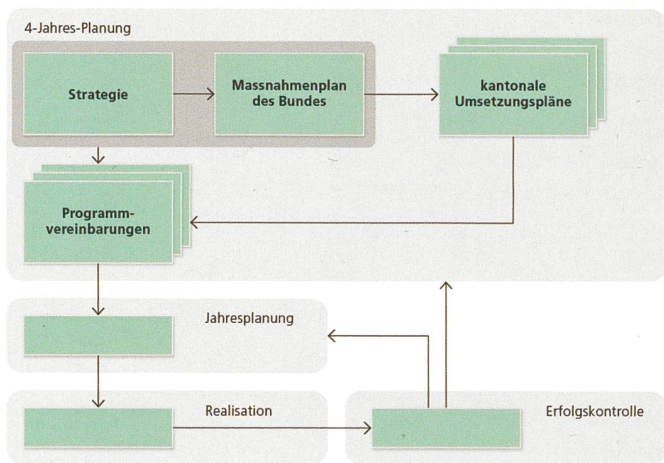 4-Jahres-Planung
Strategie
Massnahmenplan
des Bundes
kantonale
Umsetzungspläne
Programm-
vereinbarungen
Jahresplanung
Realisation
Erfolgskontrolle